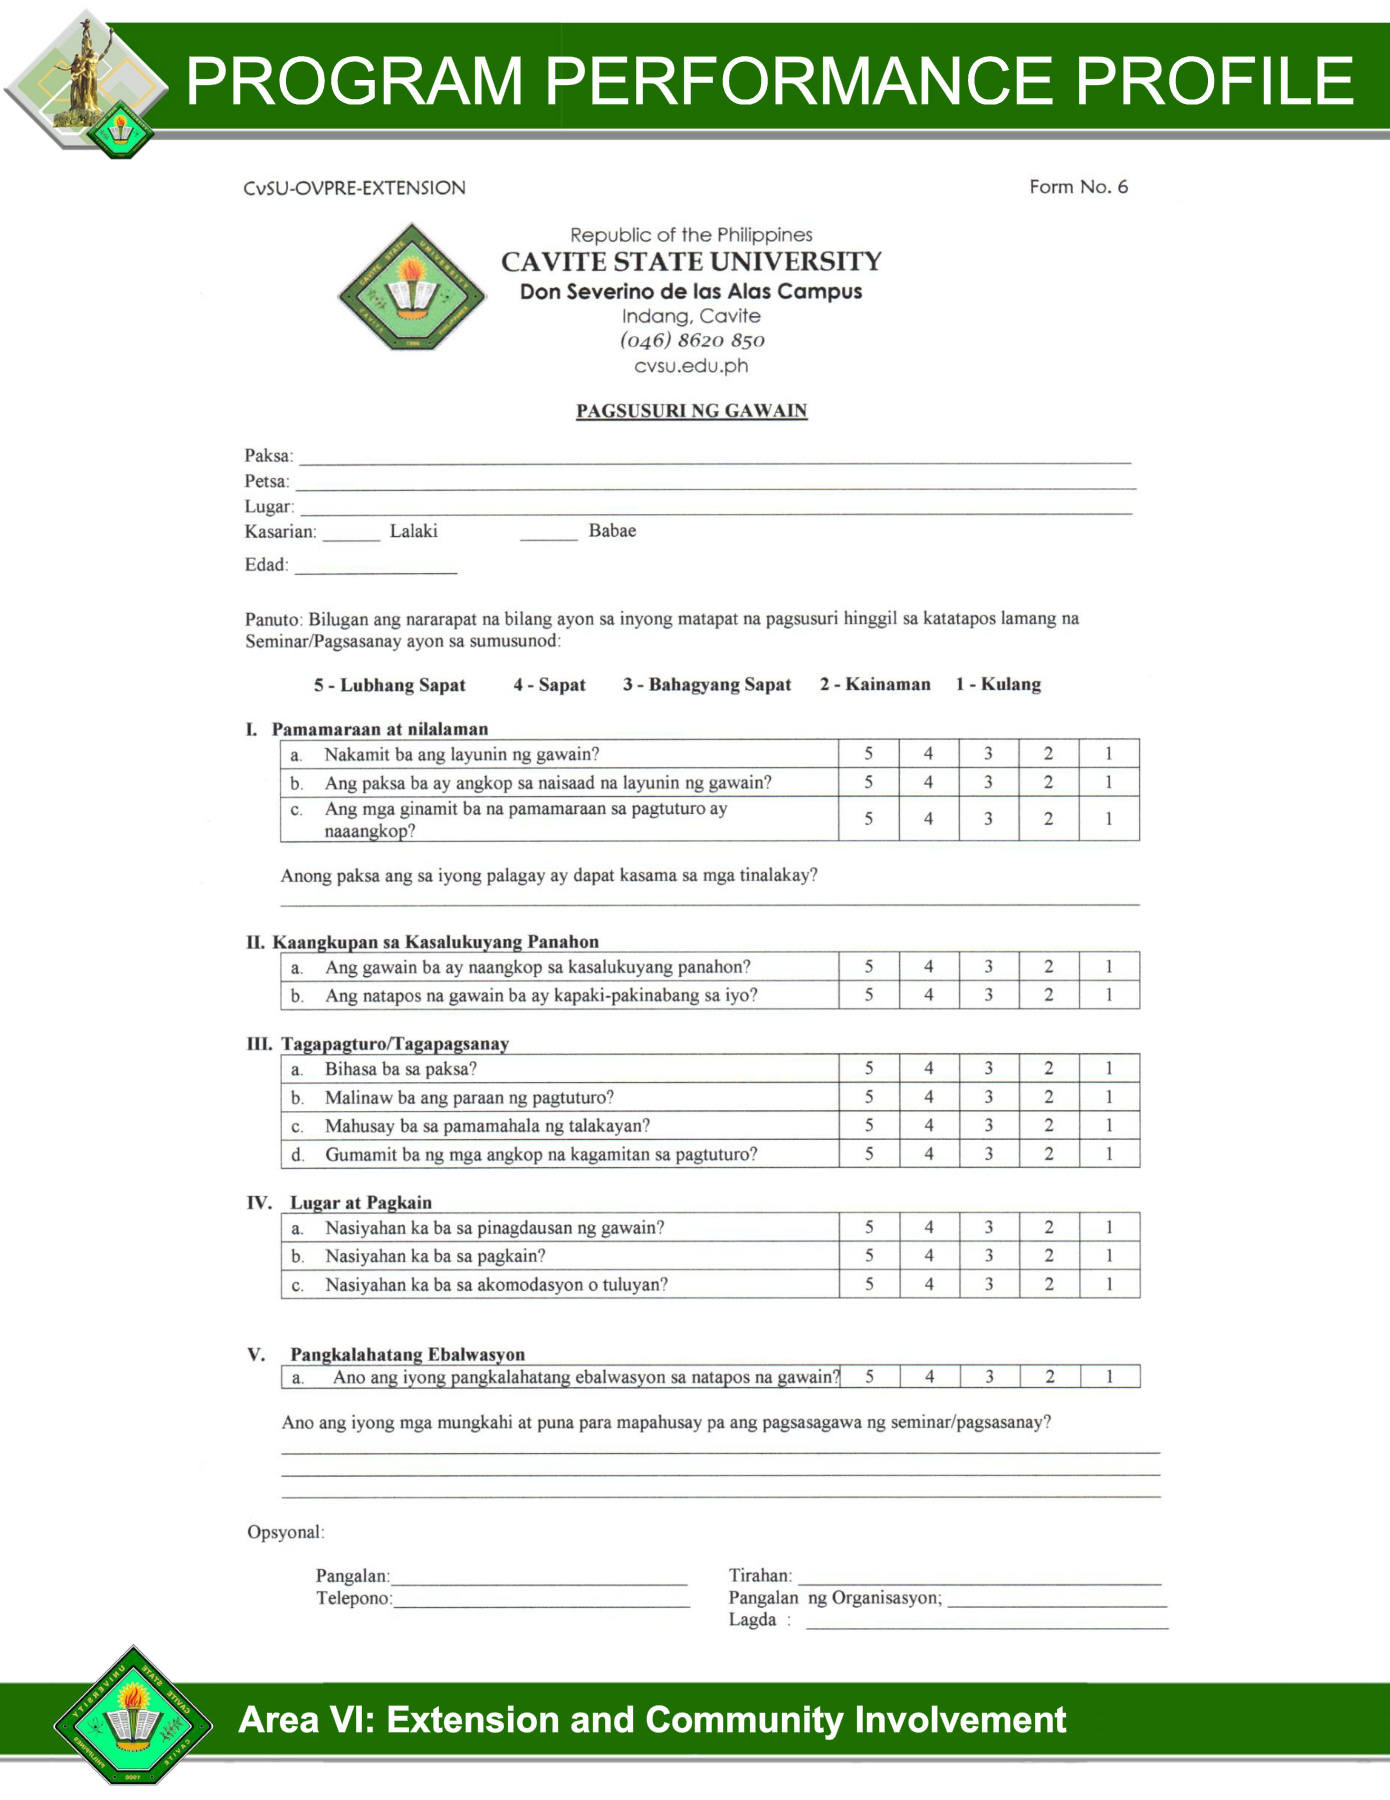 PROGRAM PERFORMANCE PROFILE
CvSU-OVPRE-EXTENSION Form No. 6
Republic of the Philippines
CAVITE STATE UNIVERSITY
Don Severino de las Alas Campus
Indang, Cavite
(046) 8620 850
cvsu.edu.ph
CAVITE STATE UNIVERSITY
CAVITE PHILIPPINES
1906
PAGSUSURI NG GAWAIN
Paksa:
Petsa:
Lugar:
Kasarian: ______ Lalaki ______ Babae
Edad:
Panuto: Bilugan ang nararapat na bilang ayon sa inyong matapat na pagsusuri hinggil sa katatapos lamang na
Seminar/Pagsasanay ayon sa sumusunod:
5 - Lubhang Sapat 4 - Sapat 3 - Bahagyang Sapat 2 - Kainaman 1 - Kulang
I. Pamamaraan at nilalaman
a. Nakamit ba ang layunin ng gawain? 5 4 3 2 1
b. Ang paksa ba ay angkop sa naisaad na layunin ng gawain? 5 4 3 2 1
c. Ang mga ginamit ba na pamamaraan sa pagtuturo ay
naaangkop? 5 4 3 2 1
Anong paksa ang sa iyong palagay ay dapat kasama sa mga tinalakay?
II. Kaangkupan sa Kasalukuyang Panahon
a. Ang gawain ba ay naangkop sa kasalukuyang panahon? 5 4 3 2 1
b. Ang natapos na gawain ba ay kapaki-pakinabang sa iyo? 5 4 3 2 1
III. Tagapagturo/Tagapagsanay
a. Bihasa ba sa paksa? 5 4 3 2 1
b. Malinaw ba ang paraan ng pagtuturo? 5 4 3 2 1
c. Mahusay ba sa pamamahala ng talakayan? 5 4 3 2 1
d. Gumamit ba ng mga angkop na kagamitan sa pagtuturo? 5 4 3 2 1
IV. Lugar at Pagkain
a. Nasiyahan ka ba sa pinagdausan ng gawain? 5 4 3 2 1
b. Nasiyahan ka ba sa pagkain? 5 4 3 2 1
c. Nasiyahan ka ba sa akomodasyon o tuluyan? 5 4 3 2 1
V. Pangkalahatang Ebalwasyon
a. Ano ang iyong pangkalahatang ebalwasyon sa natapos na gawain? 5 4 3 2 1
Ano ang iyong mga mungkahi at puna para mapahusay pa ang pagsasagawa ng seminar/pagsasanay?
Opsyonal:
Pangalan: Tirahan:
Telepono: Pangalan ng Organisasyon;
Lagda :
CAVITE STATE UNIVERSITY
CAVITE PHILIPPINES
Area VI: Extension and Community Involvement